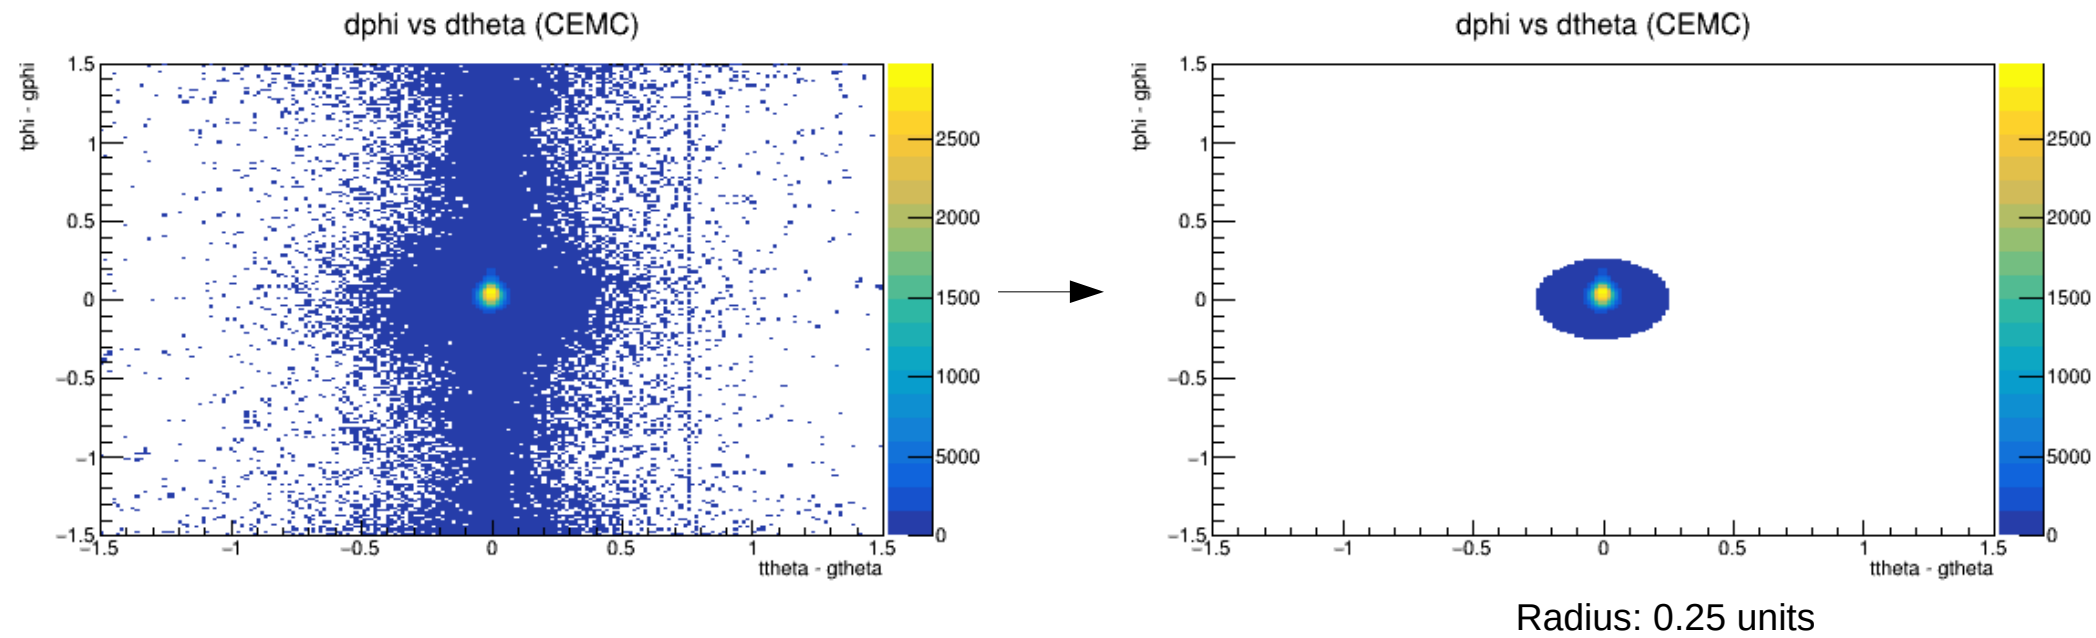 dphi vs dtheta (CEMC)
tphi - gphi
1.5
1
0.5
0
−0.5
−1
−1.5
−1.5 −1 −0.5 0 0.5 1 1.5
ttheta - gtheta
2500
2000
1500
1000
5000
0
dphi vs dtheta (CEMC)
tphi - gphi
1.5
1
0.5
0
−0.5
−1
−1.5
−1.5 −1 −0.5 0 0.5 1 1.5
ttheta - gtheta
2500
2000
1500
1000
5000
0
Radius: 0.25 units